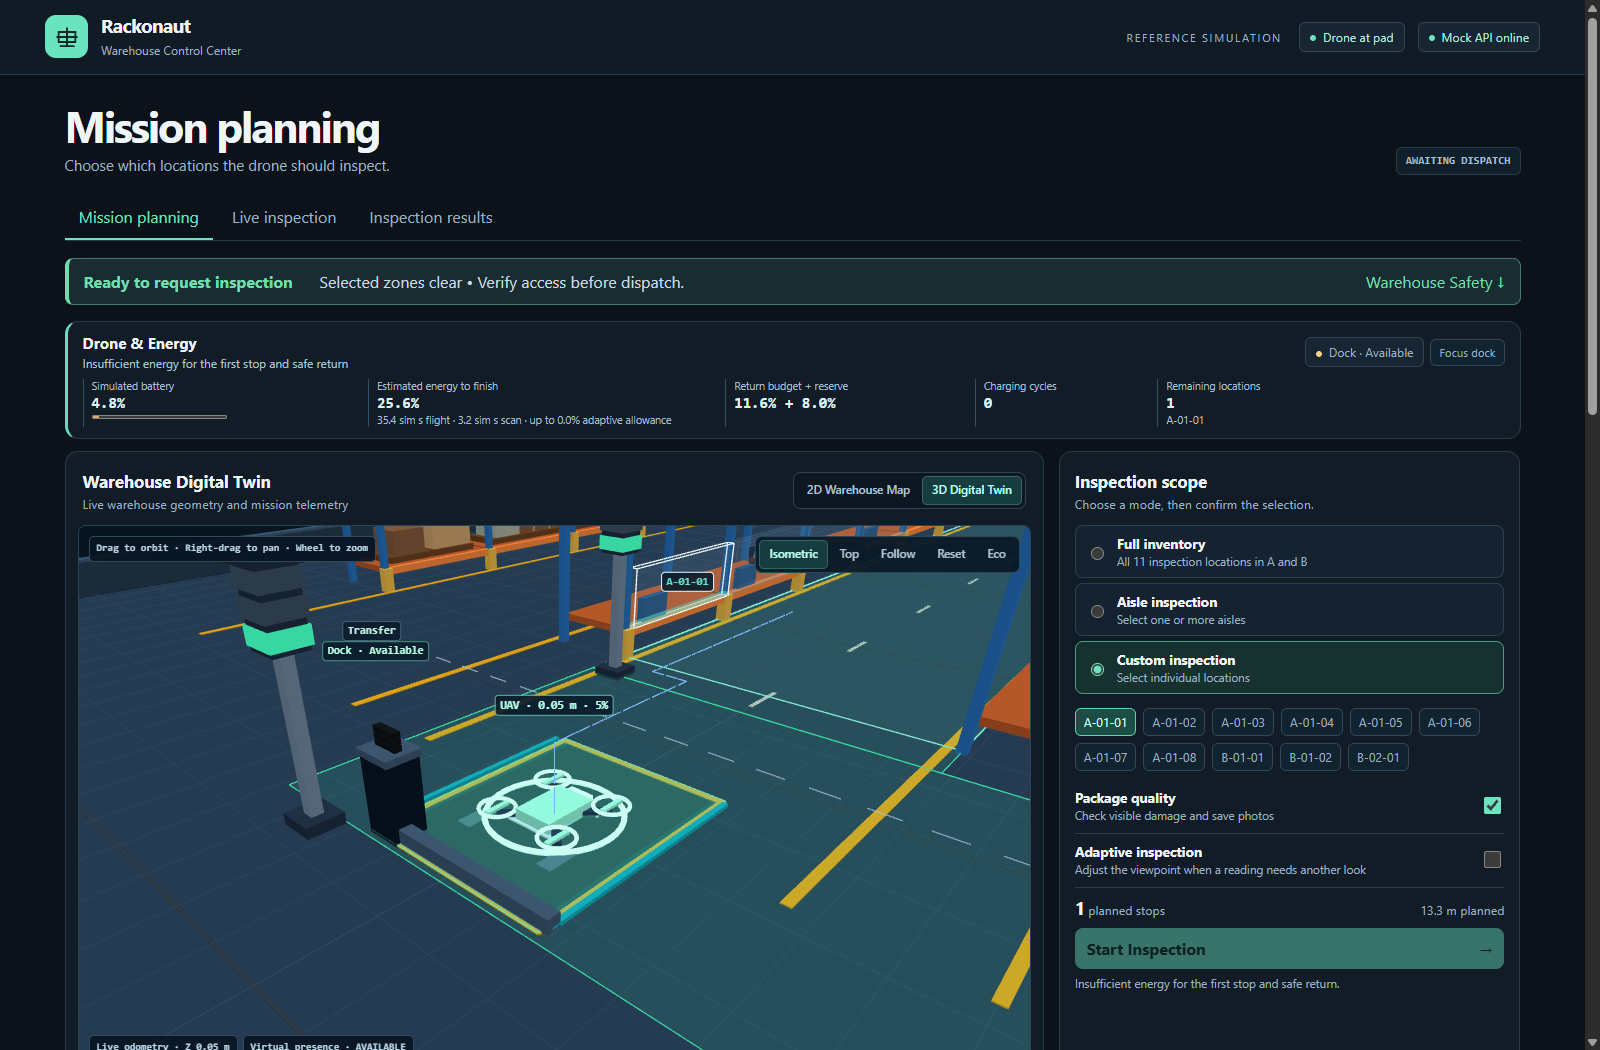 Rackonaut
Warehouse Control Center
REFERENCE SIMULATION
Drone at pad
Mock API online
Mission planning
Choose which locations the drone should inspect.
AWAITING DISPATCH
Mission planning
Live inspection
Inspection results
Ready to request inspection
Selected zones clear • Verify access before dispatch.
Warehouse Safety ↓
Drone & Energy
Insufficient energy for the first stop and safe return
Dock · Available
Focus dock
Simulated battery
4.8%
Estimated energy to finish
25.6%
35.4 sim s flight · 3.2 sim s scan · up to 0.0% adaptive allowance
Return budget + reserve
11.6% + 8.0%
Charging cycles
0
Remaining locations
1
A-01-01
Warehouse Digital Twin
Live warehouse geometry and mission telemetry
2D Warehouse Map
3D Digital Twin
Drag to orbit · Right-drag to pan · Wheel to zoom
Isometric
Top
Follow
Reset
Eco
A-01-01
Transfer
Dock · Available
UAV · 0.05 m · 5%
Live odometry · Z 0.05 m
Virtual presence · AVAILABLE
Inspection scope
Choose a mode, then confirm the selection.
Full inventory
All 11 inspection locations in A and B
Aisle inspection
Select one or more aisles
Custom inspection
Select individual locations
A-01-01
A-01-02
A-01-03
A-01-04
A-01-05
A-01-06
A-01-07
A-01-08
B-01-01
B-01-02
B-02-01
Package quality
Check visible damage and save photos
Adaptive inspection
Adjust the viewpoint when a reading needs another look
1 planned stops
13.3 m planned
Start Inspection →
Insufficient energy for the first stop and safe return.